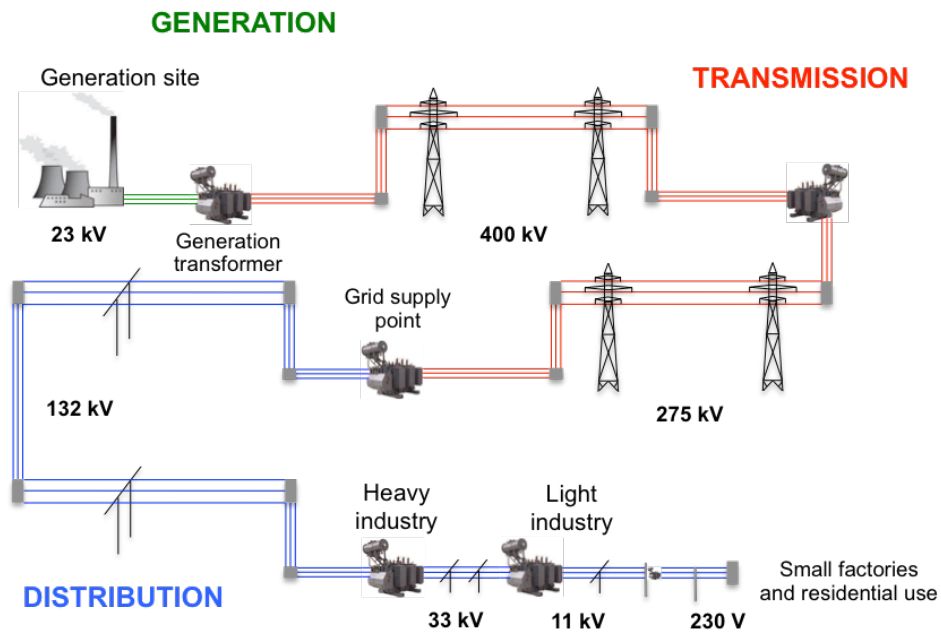 GENERATION
Generation site
TRANSMISSION
23 kV
Generation
transformer
400 kV
Grid supply
point
132 kV
275 kV
Heavy
industry
Light
industry
DISTRIBUTION
33 kV
11 kV
230 V
Small factories
and residential use